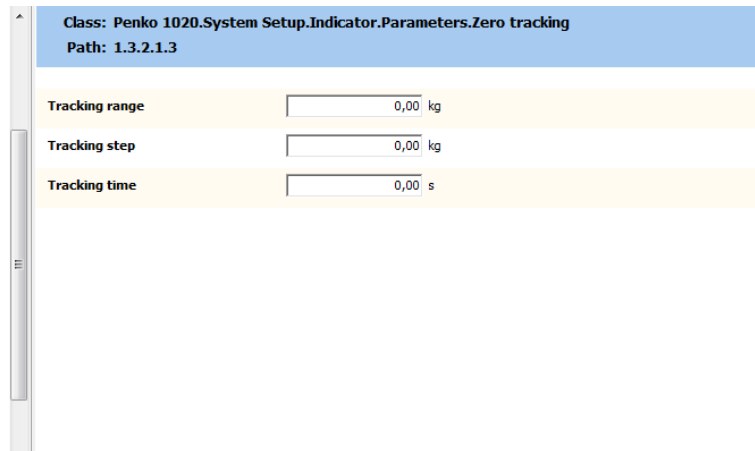 Class: Penko 1020.System Setup.Indicator.Parameters.Zero tracking
Path: 1.3.2.1.3
Tracking range 0,00 kg
Tracking step 0,00 kg
Tracking time 0,00 s